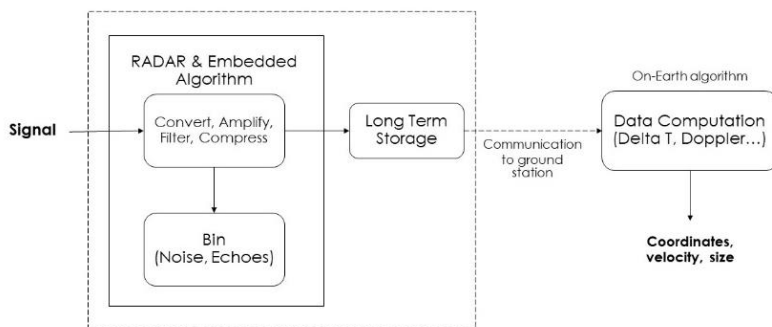 RADAR & Embedded
Algorithm
Signal
Convert, Amplify,
Filter, Compress
Bin
(Noise, Echoes)
Long Term
Storage
Communication
to ground
station
On-Earth algorithm
Data Computation
(Delta T, Doppler...)
Coordinates,
velocity, size